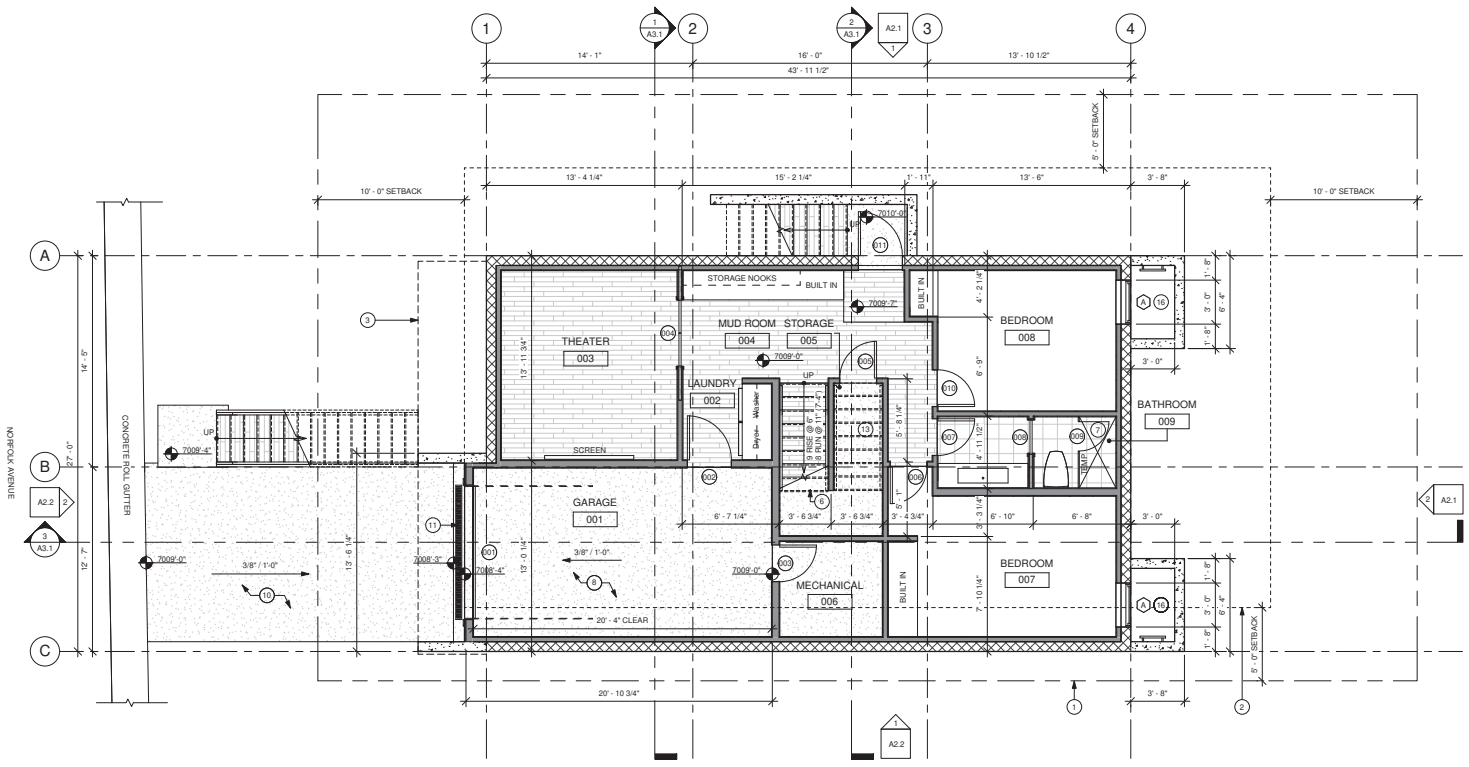 1
1
A3.1
2
2
A3.1
A2.1
1
3
4
14' - 1"
16' - 0"
13' - 10 1/2"
43' - 11 1/2"
5' - 0" SETBACK
10' - 0" SETBACK
13' - 4 1/4"
15' - 2 1/4"
1' - 11"
13' - 6"
3' - 8"
10' - 0" SETBACK
7010'-0"
UP
011
A
STORAGE NOOKS
BUILT IN
BUILT IN
4' - 2 1/4"
1' - 8"
3' - 0"
6' - 4"
1' - 8"
A
16
7009'-7"
3
THEATER
003
004
MUD ROOM
004
STORAGE
005
BEDROOM
008
7009'-0"
005
13' - 11 3/4"
6' - 9"
3' - 0"
14' - 5"
27' - 0"
UP
LAUNDRY
002
010
Washer
Dryer
9 RISE @ 6"
8 RUN @ 11" 7'-4"
13
5' - 8 1/4"
BATHROOM
009
NORFOLK AVENUE
CONCRETE ROLL GUTTER
UP
7009'-4"
SCREEN
007
4' - 11 1/2"
008
009
7
TEMP.
B
002
006
6
A2.2
2
3
A3.1
11
GARAGE
001
6' - 7 1/4"
3' - 6 3/4"
3' - 6 3/4"
3' - 4 3/4"
5' - 1"
3' - 3 1/4"
6' - 10"
6' - 8"
3' - 0"
2
A2.1
12' - 7"
13' - 6 1/4"
001
13' - 0 1/4"
7009'-0"
3/8" / 1'-0"
7008'-3"
7008'-4"
3/8" / 1'-0"
7009'-0"
003
10
8
MECHANICAL
006
BUILT IN
BEDROOM
007
7' - 10 1/4"
1' - 8"
3' - 0"
6' - 4"
1' - 8"
A
16
20' - 4" CLEAR
5' - 0" SETBACK
C
20' - 10 3/4"
3' - 8"
1
2
1
A2.2